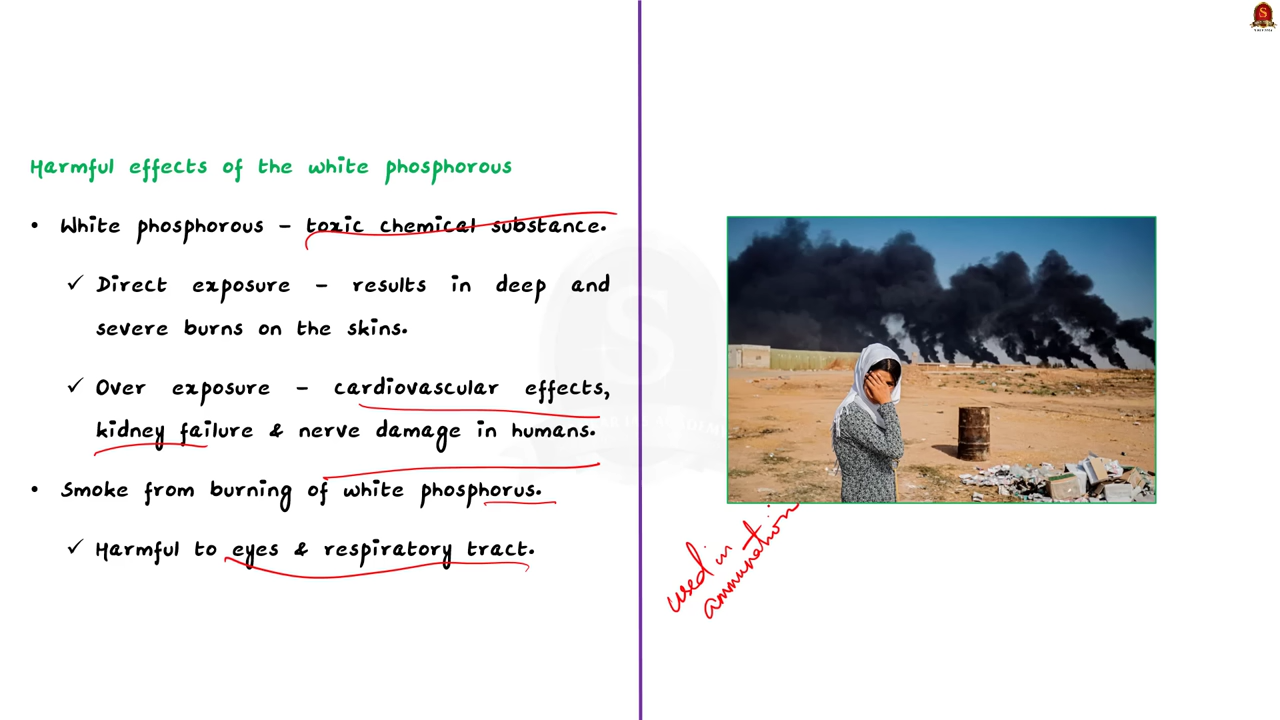 Harmful effects of the white phosphorous
• White phosphorous – toxic chemical substance.
✓ Direct exposure – results in deep and
severe burns on the skins.
✓ Over exposure – cardiovascular effects,
kidney failure & nerve damage in humans.
• Smoke from burning of white phosphorus.
✓ Harmful to eyes & respiratory tract.
used in
ammunation
S